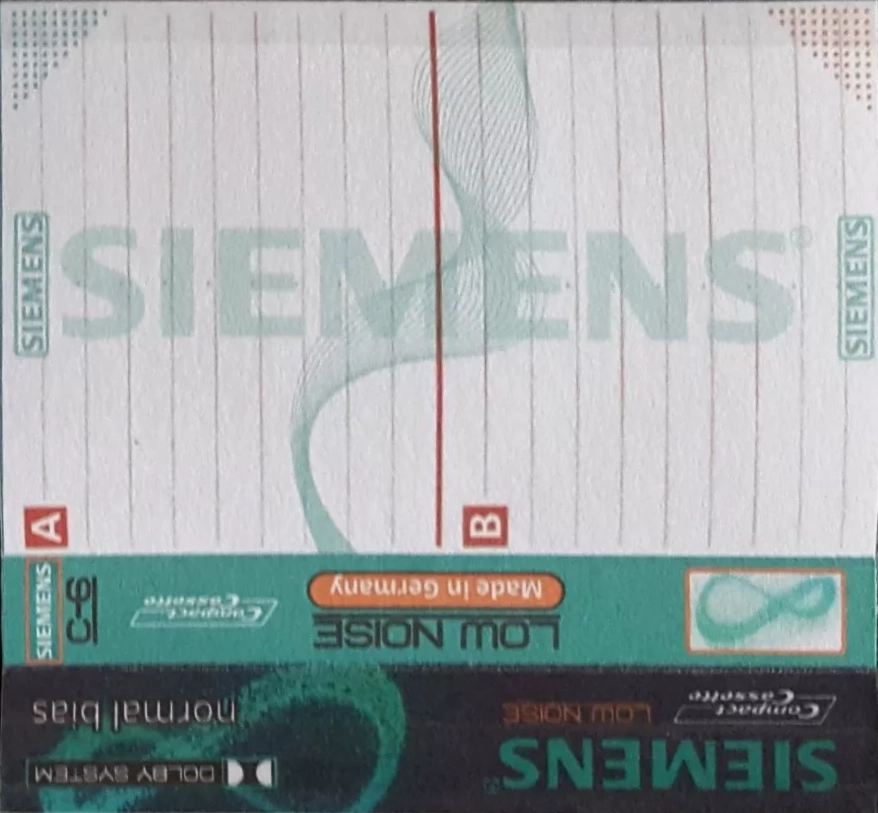 SIEMENS
SIEMENS®
SIEMENS
A
B
SIEMENS
Compact
Cassette
Made in Germany
LOW NOISE
normal bias
LOW NOISE
Compact
Cassette
DOLBY SYSTEM
SIEMENS®